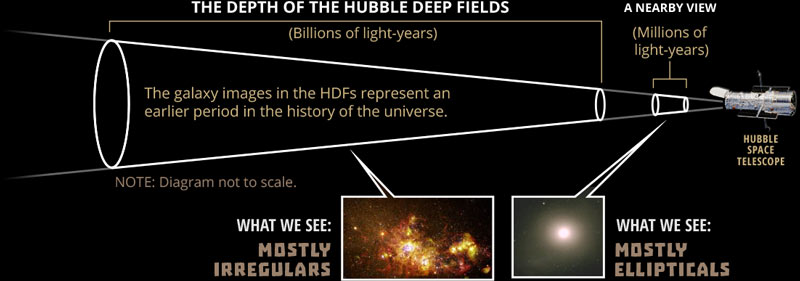 THE DEPTH OF THE HUBBLE DEEP FIELDS
(Billions of light-years)
A NEARBY VIEW
(Millions of
light-years)
The galaxy images in the HDFs represent an
earlier period in the history of the universe.
HUBBLE
SPACE
TELESCOPE
NOTE: Diagram not to scale.
WHAT WE SEE:
MOSTLY
IRREGULARS
WHAT WE SEE:
MOSTLY
ELLIPTICALS